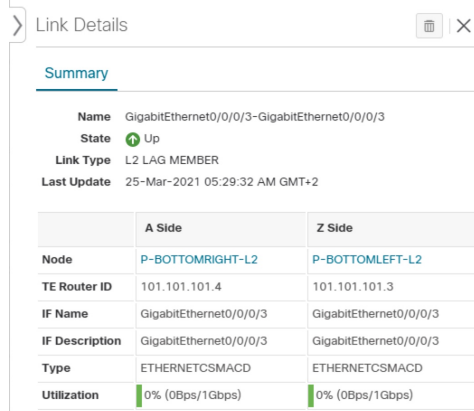 Link Details
Summary
Name GigabitEthernet0/0/0/3-GigabitEthernet0/0/0/3
State Up
Link Type L2 LAG MEMBER
Last Update 25-Mar-2021 05:29:32 AM GMT+2
A Side Z Side
Node P-BOTTOMRIGHT-L2 P-BOTTOMLEFT-L2
TE Router ID 101.101.101.4 101.101.101.3
IF Name GigabitEthernet0/0/0/3 GigabitEthernet0/0/0/3
IF Description GigabitEthernet0/0/0/3 GigabitEthernet0/0/0/3
Type ETHERNETCSMACD ETHERNETCSMACD
Utilization 0% (0Bps/1Gbps) 0% (0Bps/1Gbps)